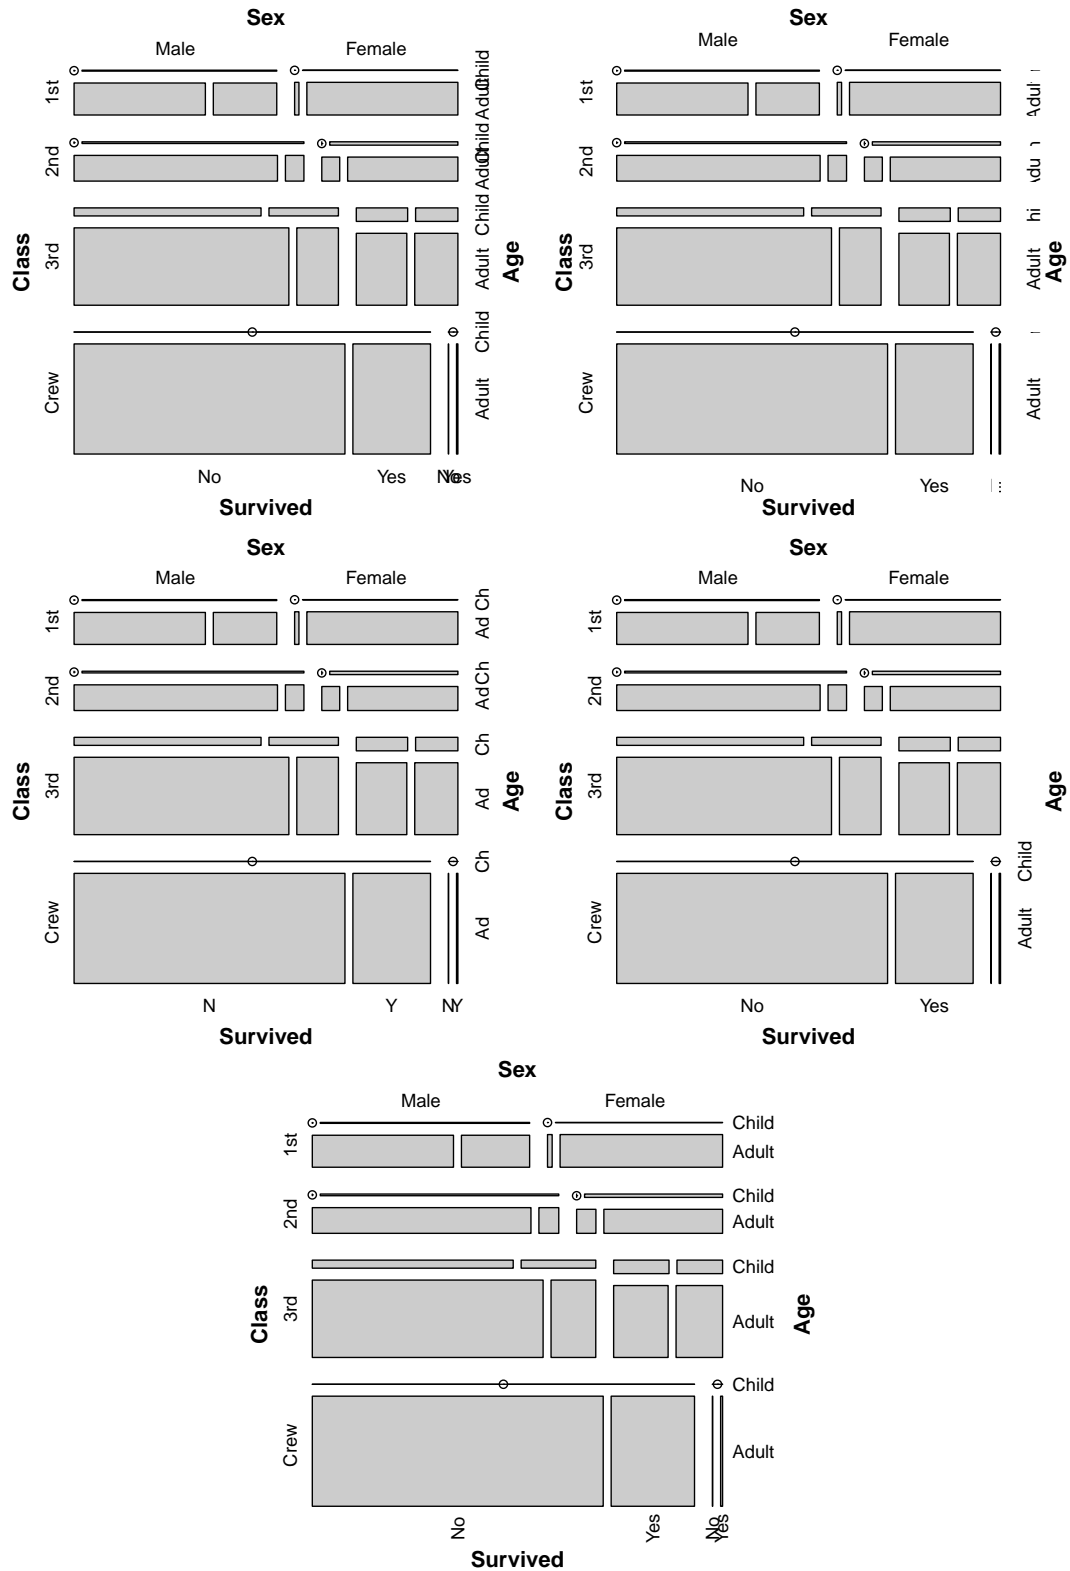 Sex
Male Female
1st
Child
Adult
2nd
Child
Adult
Class
3rd
Child
Adult
Age
Crew
Child
Adult
No Yes No Yes
Survived
Sex
Male Female
1st
2nd
Class
3rd
Adult
Age
Crew
Adult
No Yes
Survived
Sex
Male Female
1st
Ch
Ad
2nd
Ch
Ad
Class
3rd
Ch
Ad
Age
Crew
Ch
Ad
N Y N Y
Survived
Sex
Male Female
1st
2nd
Class
3rd
Age
Crew
Child
Adult
No Yes
Survived
Sex
Male Female
1st
Child
Adult
2nd
Child
Adult
Class
3rd
Child
Adult
Age
Crew
Child
Adult
No Yes No Yes
Survived